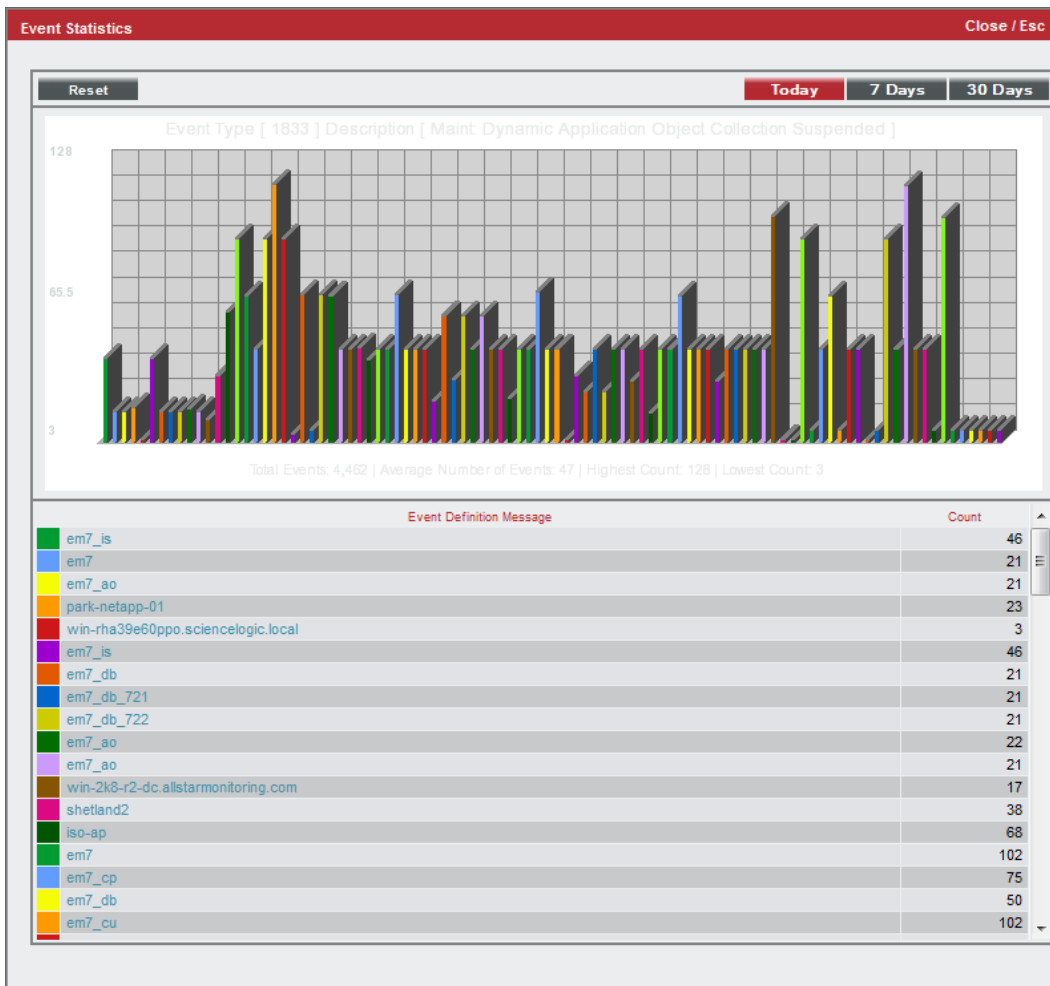 Event Statistics Close / Esc
Reset Today 7 Days 30 Days
Event Type [ 1833 ] Description [ Maint: Dynamic Application Object Collection Suspended ]
128
65.5
3
Total Events: 4,462 | Average Number of Events: 47 | Highest Count: 128 | Lowest Count: 3
Event Definition Message Count
em7_is 46
em7 21
em7_ao 21
park-netapp-01 23
win-rha39e60ppo.sciencelogic.local 3
em7_is 46
em7_db 21
em7_db_721 21
em7_db_722 21
em7_ao 22
em7_ao 21
win-2k8-r2-dc.allstarmonitoring.com 17
shetland2 38
iso-ap 68
em7 102
em7_cp 75
em7_db 50
em7_cu 102